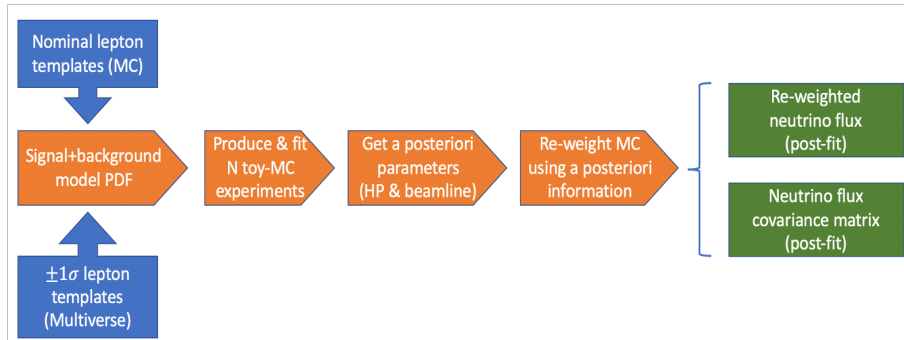 Nominal lepton
templates (MC)
Signal+background
model PDF
±1σ lepton
templates
(Multiverse)
Produce & fit
N toy-MC
experiments
Get a posteriori
parameters
(HP & beamline)
Re-weight MC
using a posteriori
information
Re-weighted
neutrino flux
(post-fit)
Neutrino flux
covariance matrix
(post-fit)